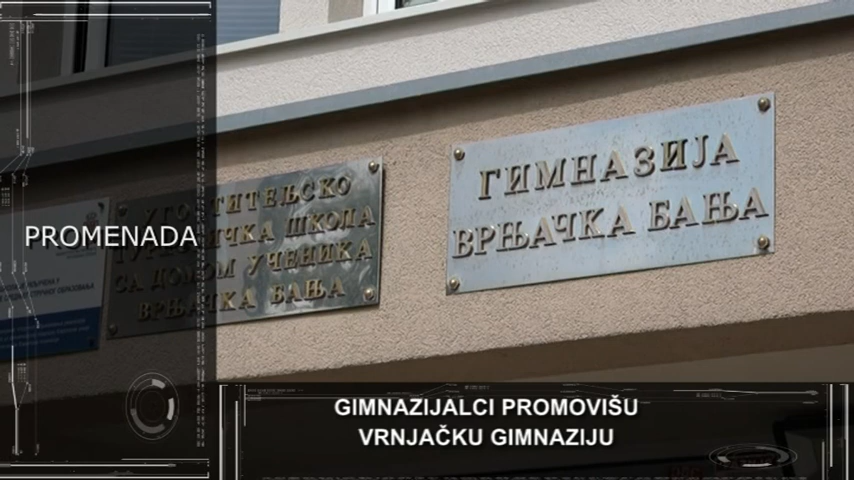 PROMENADA
УГОСТИТЕЉСКО
ТУРИСТИЧКА ШКОЛА
СА ДОМОМ УЧЕНИКА
ВРЊАЧКА БАЊА
ГИМНАЗИЈА
ВРЊАЧКА БАЊА
GIMNAZIJALCI PROMOVIŠU
VRNJAČKU GIMNAZIJU